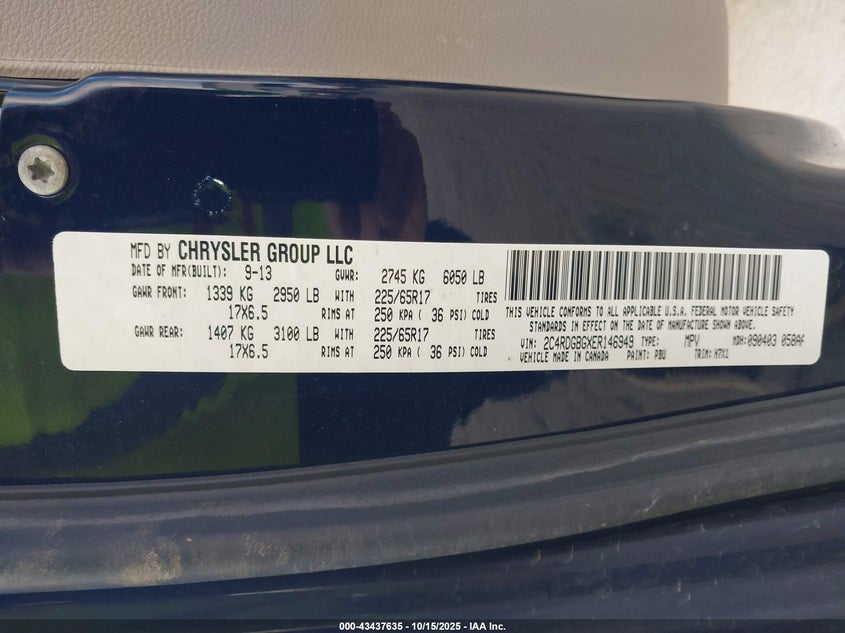 MFD BY CHRYSLER GROUP LLC
DATE OF MFR(BUILT): 9-13 GVWR: 2745 KG 6050 LB
GAWR FRONT: 1339 KG 2950 LB WITH 225/65R17 TIRES
17X6.5 RIMS AT 250 KPA ( 36 PSI) COLD
GAWR REAR: 1407 KG 3100 LB WITH 225/65R17 TIRES
17X6.5 RIMS AT 250 KPA ( 36 PSI) COLD
THIS VEHICLE CONFORMS TO ALL APPLICABLE U.S.A. FEDERAL MOTOR VEHICLE SAFETY
STANDARDS IN EFFECT ON THE DATE OF MANUFACTURE SHOWN ABOVE.
VIN: 2C4RDGBGXER146949 TYPE: MPV MDH: 090403 058AF
VEHICLE MADE IN CANADA PAINT: PBU TRIM: H7X1
000-43437635 - 10/15/2025 - IAA Inc.